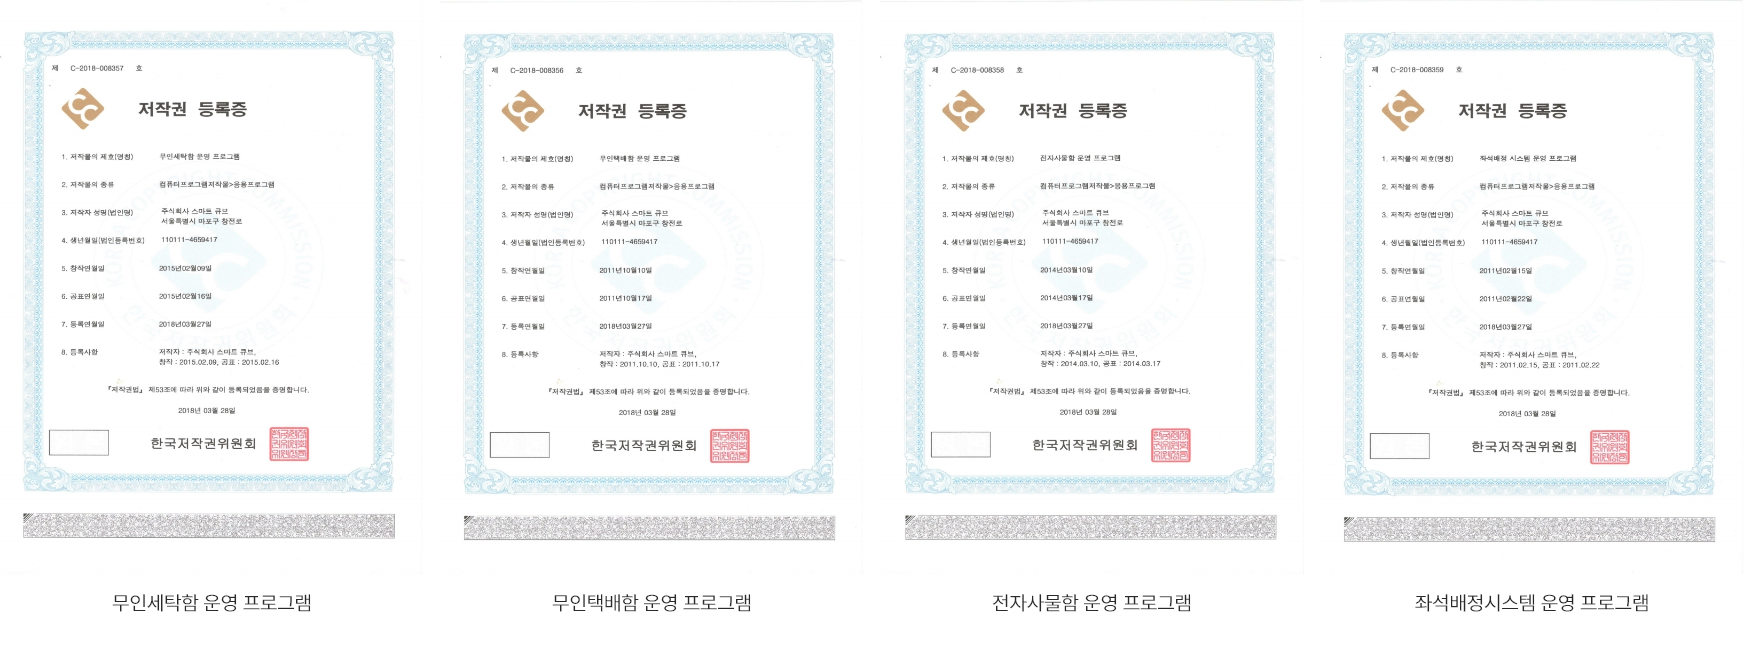 제 C-2018-008357 호
저작권 등록증
1. 저작물의 제호(명칭) 무인세탁함 운영 프로그램
2. 저작물의 종류 컴퓨터프로그램저작물>응용프로그램
3. 저작자 성명(법인명) 주식회사 스마트 큐브
서울특별시 마포구 창전로
4. 생년월일(법인등록번호) 110111-4659417
5. 창작연월일 2015년02월09일
6. 공표연월일 2015년02월16일
7. 등록연월일 2018년03월27일
8. 등록사항 저작자 : 주식회사 스마트 큐브,
창작 : 2015.02.09, 공표 : 2015.02.16
『저작권법』 제53조에 따라 위와 같이 등록되었음을 증명합니다.
2018년 03월 28일
한국저작권위원회
무인세탁함 운영 프로그램
제 C-2018-008356 호
저작권 등록증
1. 저작물의 제호(명칭) 무인택배함 운영 프로그램
2. 저작물의 종류 컴퓨터프로그램저작물>응용프로그램
3. 저작자 성명(법인명) 주식회사 스마트 큐브
서울특별시 마포구 창전로
4. 생년월일(법인등록번호) 110111-4659417
5. 창작연월일 2011년10월10일
6. 공표연월일 2011년10월17일
7. 등록연월일 2018년03월27일
8. 등록사항 저작자 : 주식회사 스마트 큐브,
창작 : 2011.10.10, 공표 : 2011.10.17
『저작권법』 제53조에 따라 위와 같이 등록되었음을 증명합니다.
2018년 03월 28일
한국저작권위원회
무인택배함 운영 프로그램
제 C-2018-008358 호
저작권 등록증
1. 저작물의 제호(명칭) 전자사물함 운영 프로그램
2. 저작물의 종류 컴퓨터프로그램저작물>응용프로그램
3. 저작자 성명(법인명) 주식회사 스마트 큐브
서울특별시 마포구 창전로
4. 생년월일(법인등록번호) 110111-4659417
5. 창작연월일 2014년03월10일
6. 공표연월일 2014년03월17일
7. 등록연월일 2018년03월27일
8. 등록사항 저작자 : 주식회사 스마트 큐브,
창작 : 2014.03.10, 공표 : 2014.03.17
『저작권법』 제53조에 따라 위와 같이 등록되었음을 증명합니다.
2018년 03월 28일
한국저작권위원회
전자사물함 운영 프로그램
제 C-2018-008359 호
저작권 등록증
1. 저작물의 제호(명칭) 좌석배정 시스템 운영 프로그램
2. 저작물의 종류 컴퓨터프로그램저작물>응용프로그램
3. 저작자 성명(법인명) 주식회사 스마트 큐브
서울특별시 마포구 창전로
4. 생년월일(법인등록번호) 110111-4659417
5. 창작연월일 2011년02월15일
6. 공표연월일 2011년02월22일
7. 등록연월일 2018년03월27일
8. 등록사항 저작자 : 주식회사 스마트 큐브,
창작 : 2011.02.15, 공표 : 2011.02.22
『저작권법』 제53조에 따라 위와 같이 등록되었음을 증명합니다.
2018년 03월 28일
한국저작권위원회
좌석배정시스템 운영 프로그램